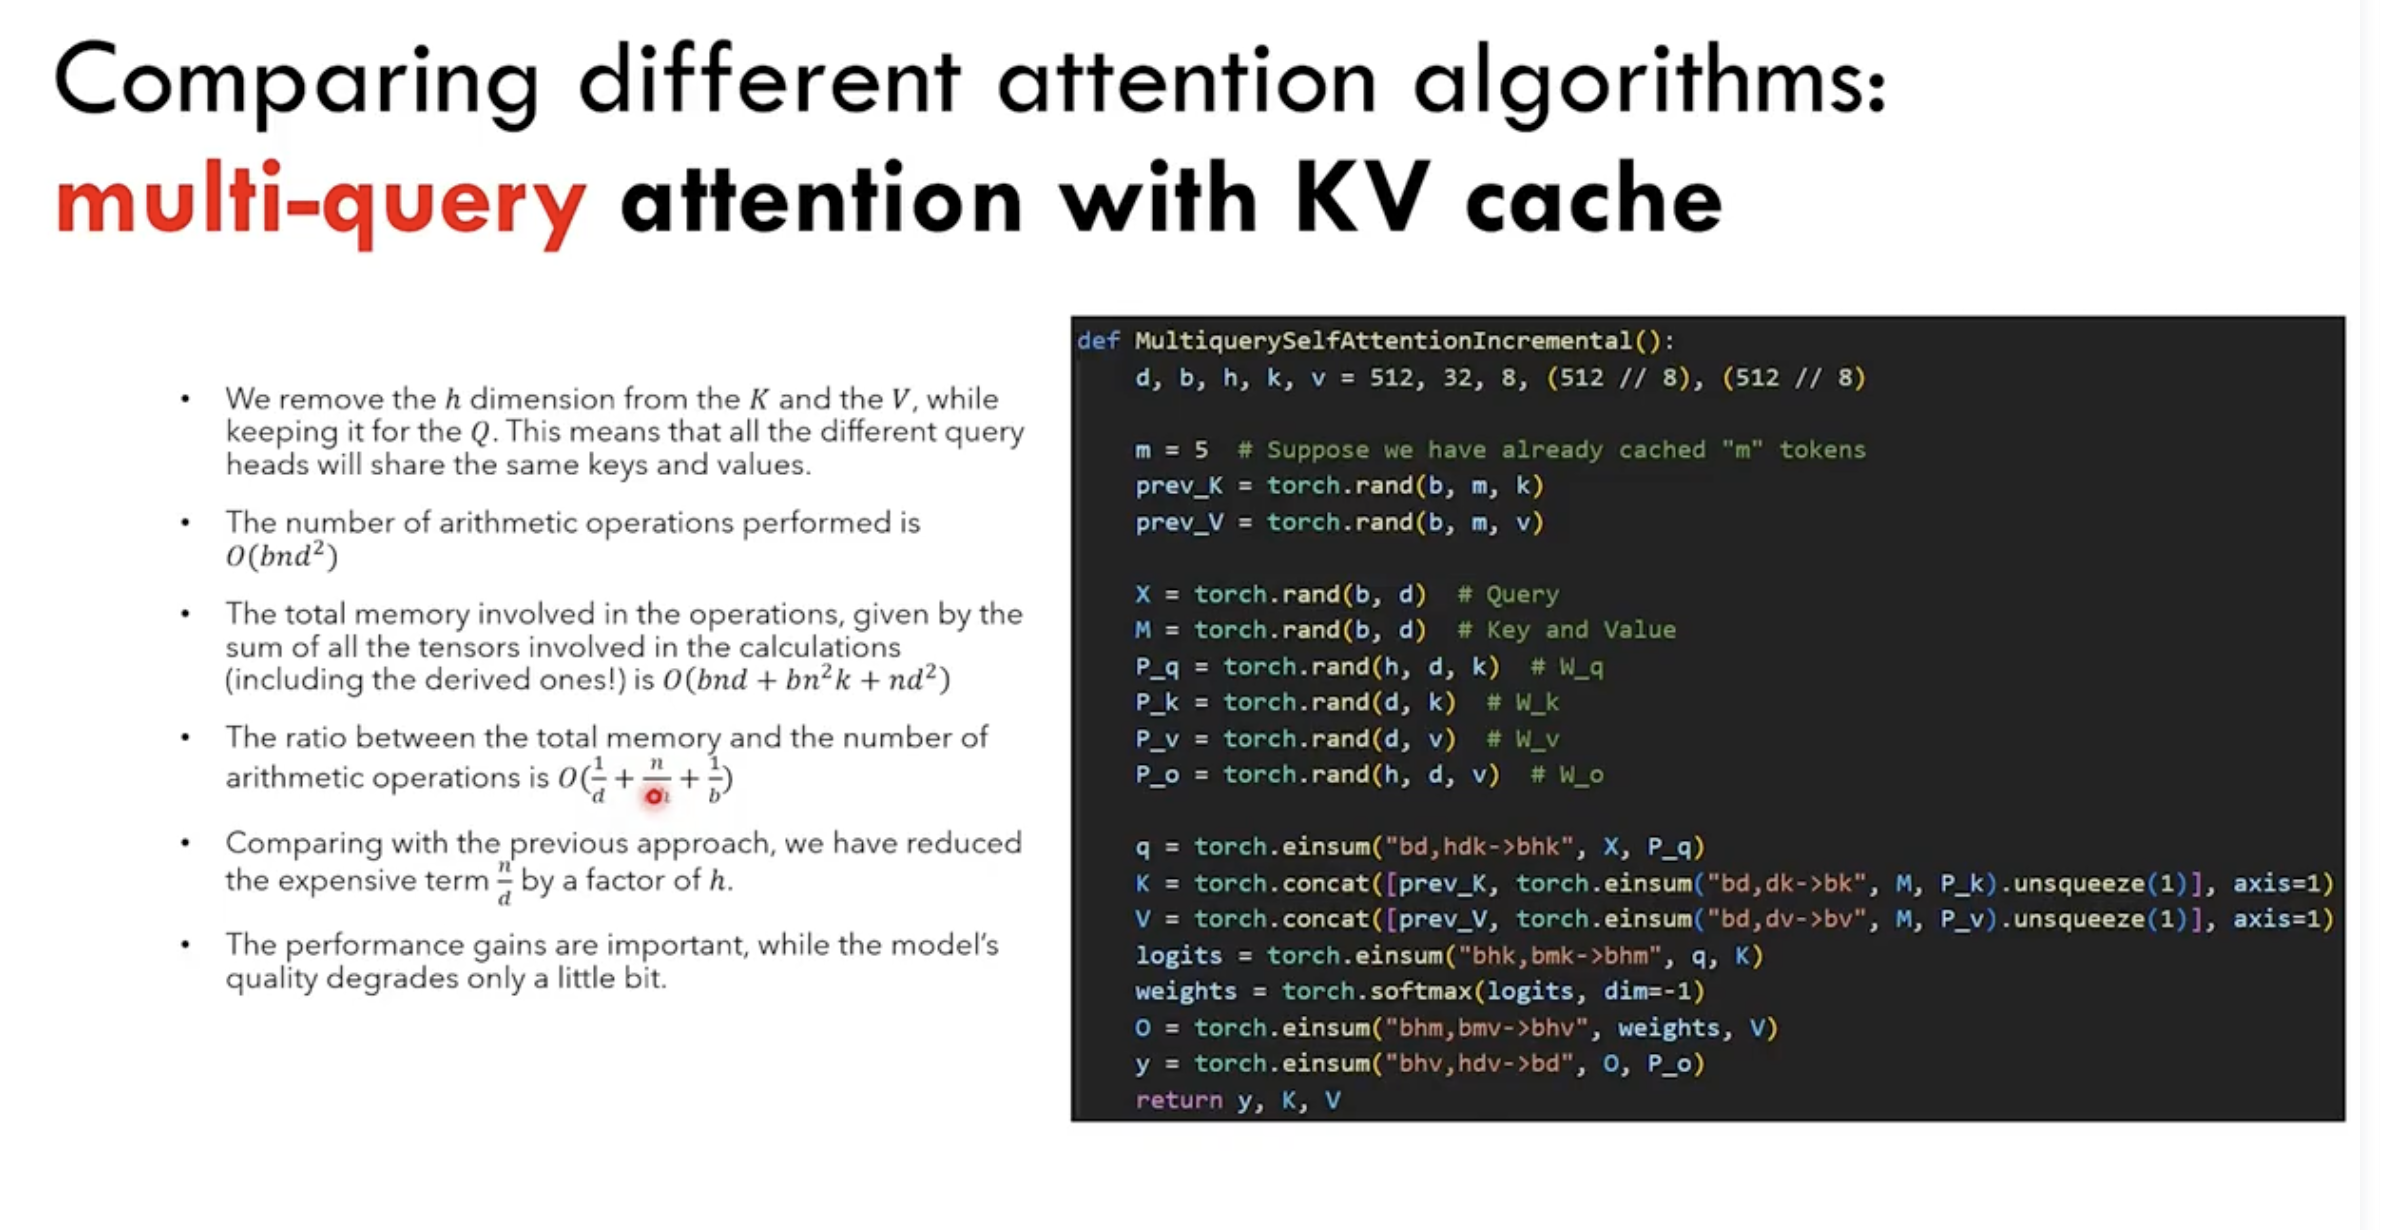 Comparing different attention algorithms:
multi-query attention with KV cache
• We remove the h dimension from the K and the V, while
keeping it for the Q. This means that all the different query
heads will share the same keys and values.
• The number of arithmetic operations performed is
O(bnd²)
• The total memory involved in the operations, given by the
sum of all the tensors involved in the calculations
(including the derived ones!) is O(bnd + bn²k + nd²)
• The ratio between the total memory and the number of
arithmetic operations is O(1/d + n/ + 1/b)
• Comparing with the previous approach, we have reduced
the expensive term n/d by a factor of h.
• The performance gains are important, while the model's
quality degrades only a little bit.
def MultiquerySelfAttentionIncremental():
    d, b, h, k, v = 512, 32, 8, (512 // 8), (512 // 8)
    m = 5  # Suppose we have already cached "m" tokens
    prev_K = torch.rand(b, m, k)
    prev_V = torch.rand(b, m, v)
    X = torch.rand(b, d)  # Query
    M = torch.rand(b, d)  # Key and Value
    P_q = torch.rand(h, d, k)  # W_q
    P_k = torch.rand(d, k)  # W_k
    P_v = torch.rand(d, v)  # W_v
    P_o = torch.rand(h, d, v)  # W_o
    q = torch.einsum("bd,hdk->bhk", X, P_q)
    K = torch.concat([prev_K, torch.einsum("bd,dk->bk", M, P_k).unsqueeze(1)], axis=1)
    V = torch.concat([prev_V, torch.einsum("bd,dv->bv", M, P_v).unsqueeze(1)], axis=1)
    logits = torch.einsum("bhk,bmk->bhm", q, K)
    weights = torch.softmax(logits, dim=-1)
    O = torch.einsum("bhm,bmv->bhv", weights, V)
    y = torch.einsum("bhv,hdv->bd", O, P_o)
    return y, K, V